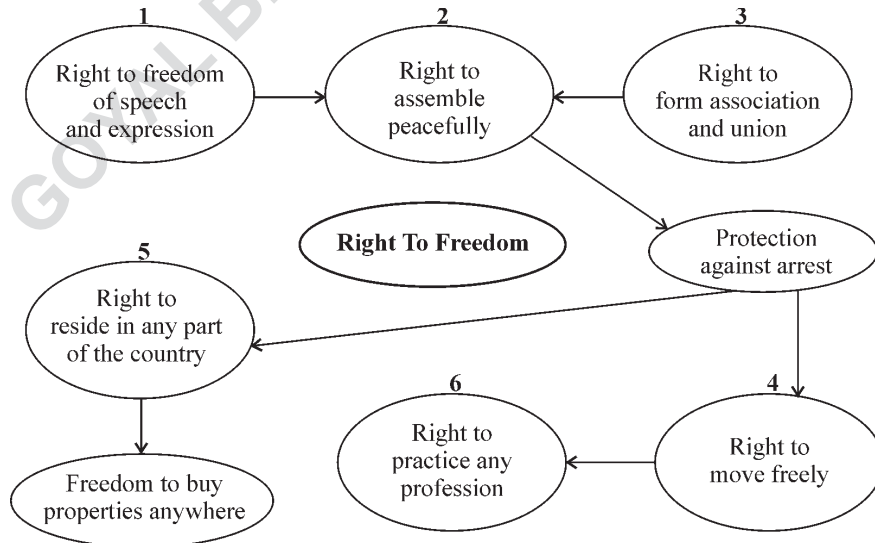 1
Right to freedom
of speech
and expression
2
Right to
assemble
peacefully
3
Right to
form association
and union
Right To Freedom
Protection
against arrest
5
Right to
reside in any part
of the country
6
Right to
practice any
profession
4
Right to
move freely
Freedom to buy
properties anywhere
GOYAL